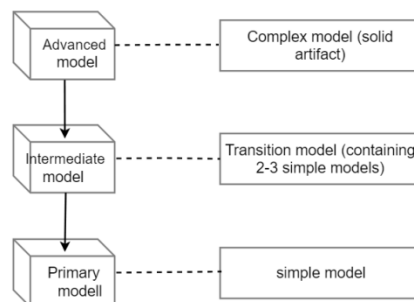 Advanced
model
Complex model (solid
artifact)
Intermediate
model
Transition model (containing
2-3 simple models)
Primary
modell
simple model